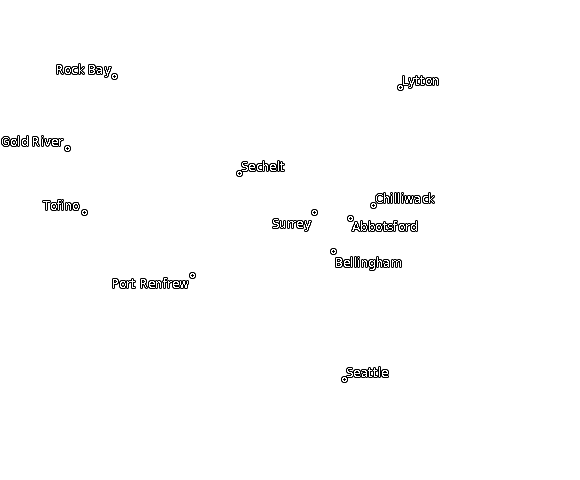 Rock Bay
Lytton
Gold River
Sechelt
Chilliwack
Tofino
Surrey
Abbotsford
Bellingham
Port Renfrew
Seattle